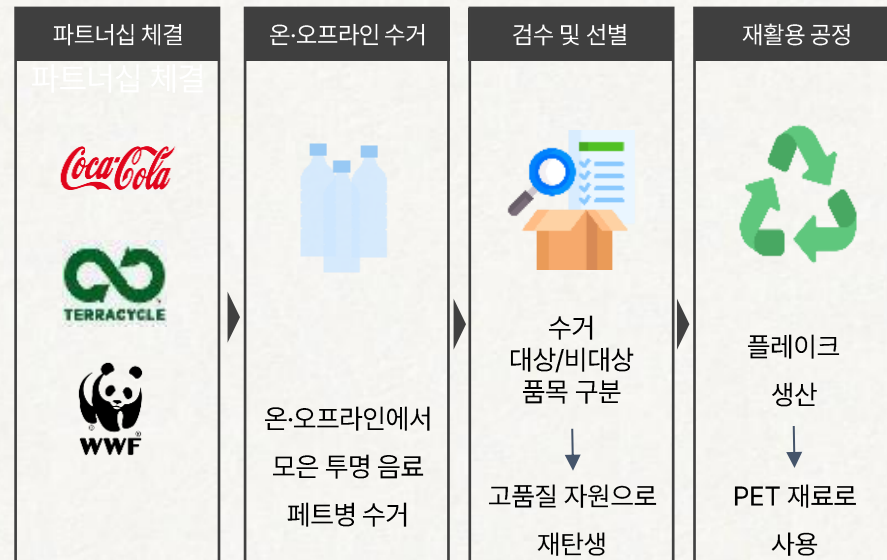 파트너십 체결
파트너십 체결
Coca-Cola
TERRACYCLE
WWF
온·오프라인 수거
온·오프라인에서
모은 투명 음료
페트병 수거
검수 및 선별
수거
대상/비대상
품목 구분
고품질 자원으로
재탄생
재활용 공정
플레이크
생산
PET 재료로
사용